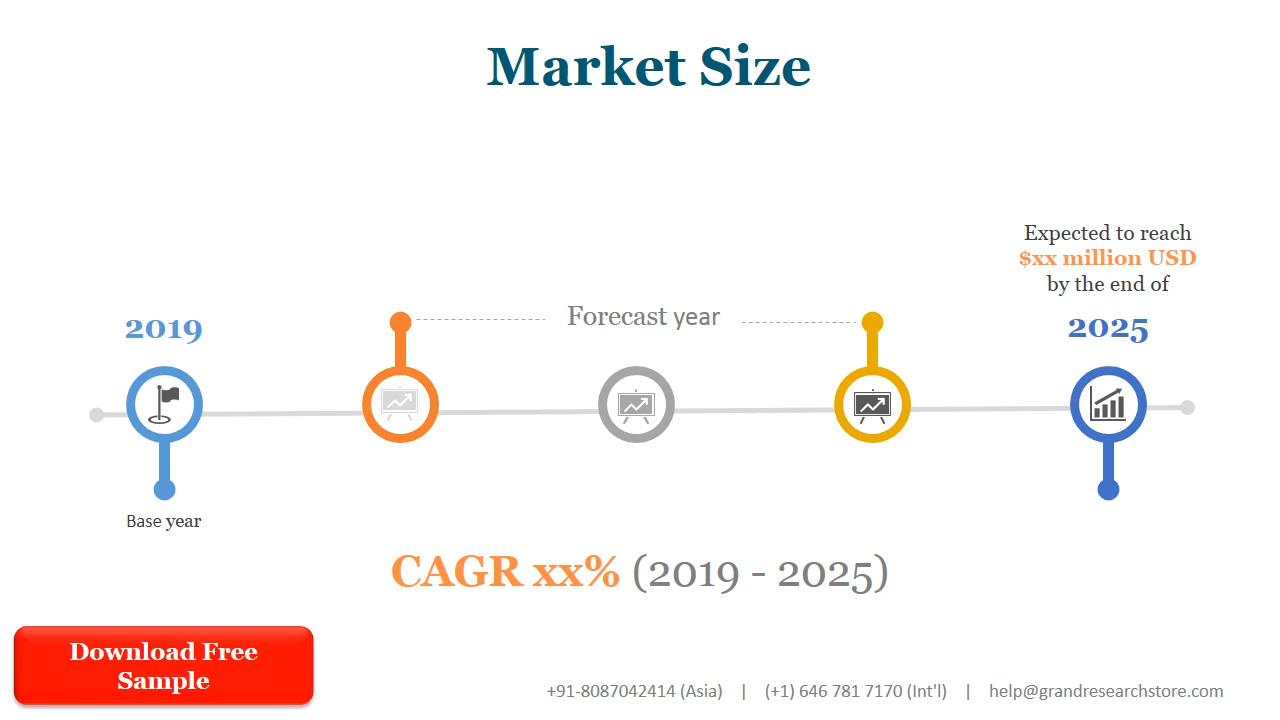 Market Size
Expected to reach
$xx million USD
by the end of
2019
Forecast year
2025
Base year
CAGR xx% (2019 - 2025)
Download Free
Sample
+91-8087042414 (Asia) | (+1) 646 781 7170 (Int'l) | help@grandresearchstore.com